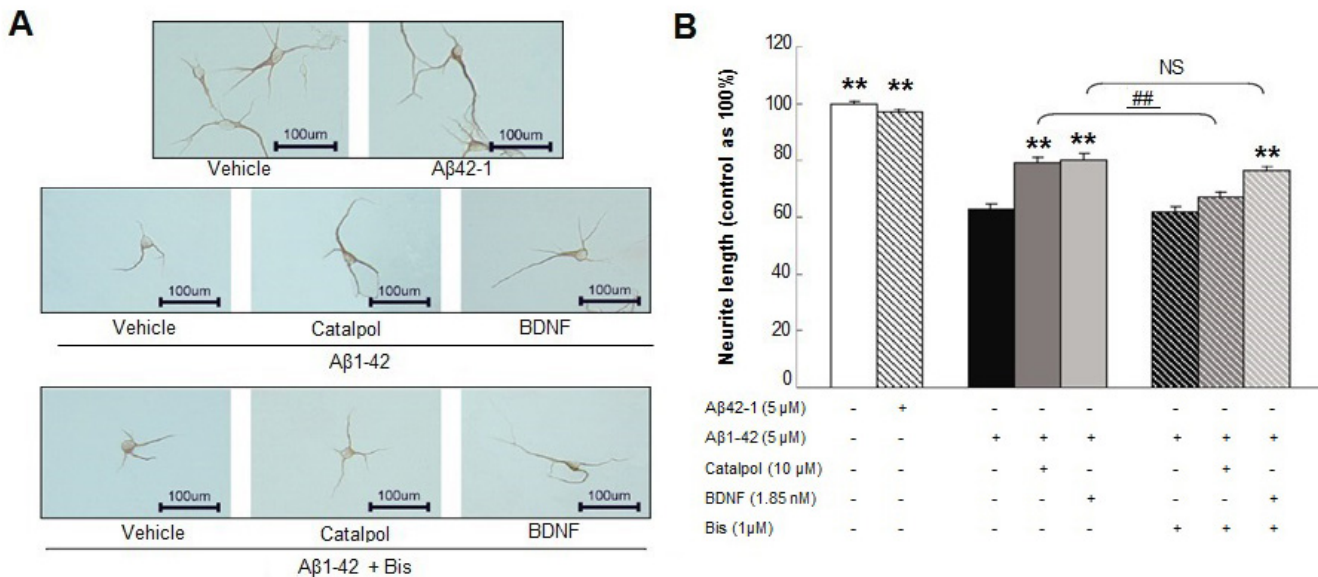 A
100um
100um
Vehicle
Aβ42-1
100um
100um
100um
Vehicle
Catalpol
BDNF
Aβ1-42
100um
100um
100um
Vehicle
Catalpol
BDNF
Aβ1-42 + Bis
B
Neurite length (control as 100%)
120
100
80
60
40
20
0
** ** ** ** **
##
NS
Aβ42-1 (5 µM) - + - - - - - -
Aβ1-42 (5 µM) - - + + + + + +
Catalpol (10 µM) - - - + - - + -
BDNF (1.85 nM) - - - - + - - +
Bis (1µM) - - - - - + + +